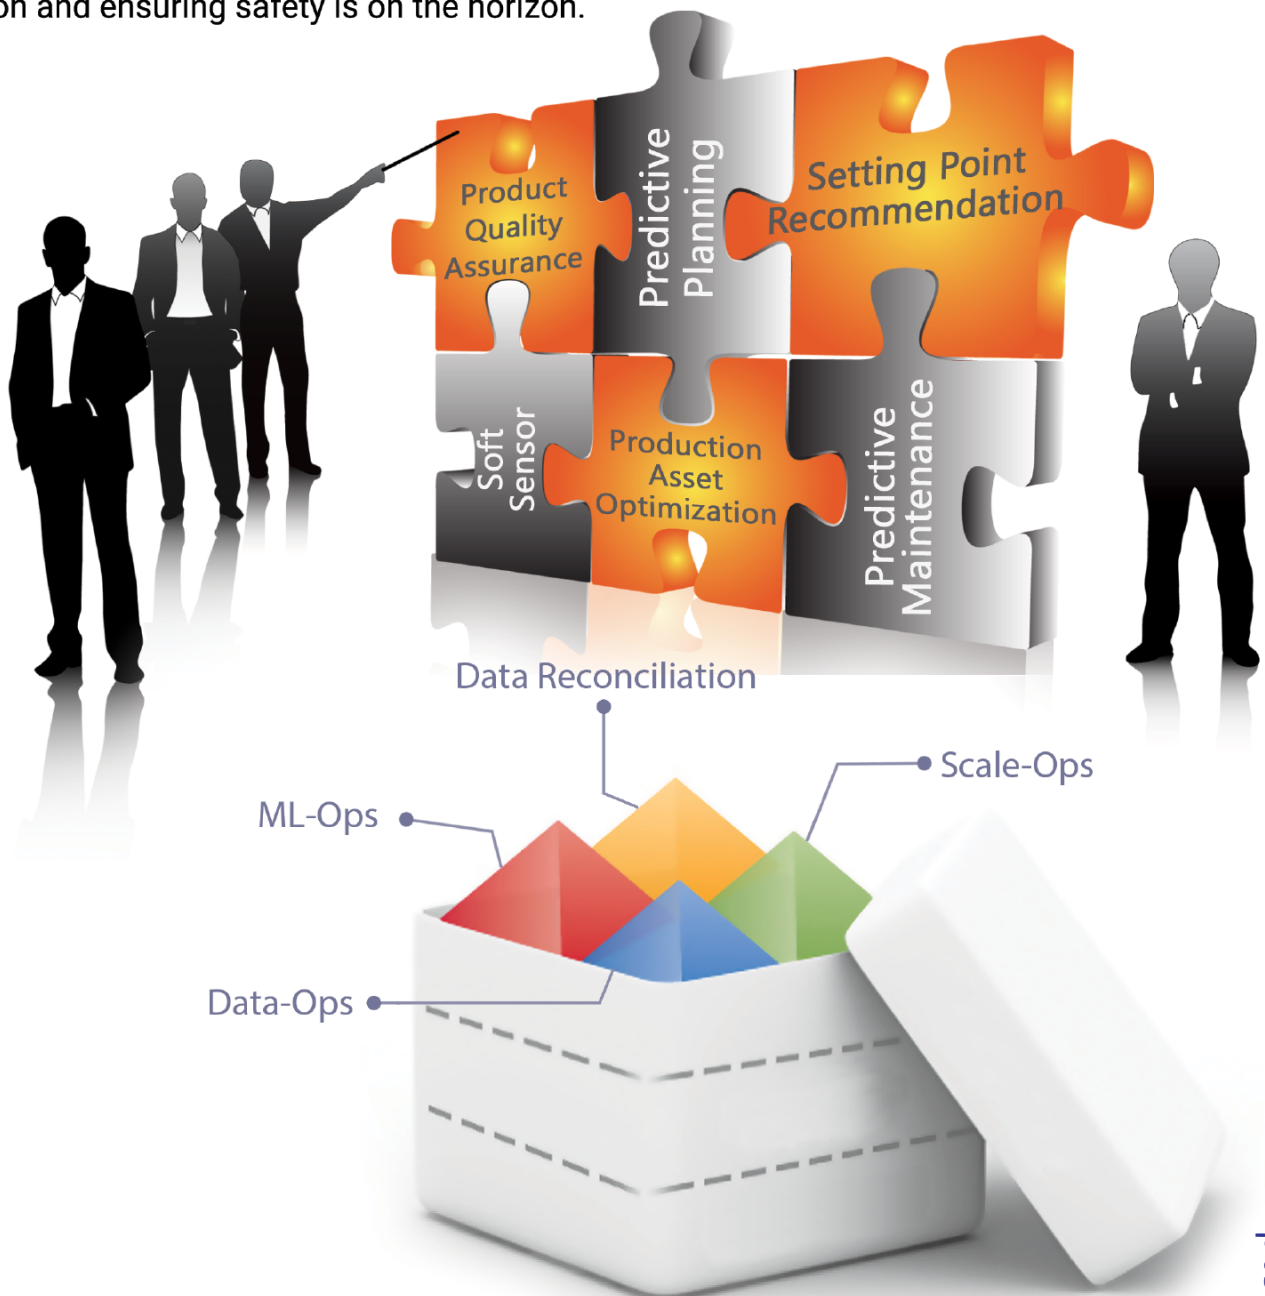 on and ensuring safety is on the horizon.
Product
Quality
Assurance
Predictive
Planning
Setting Point
Recommendation
Soft
Sensor
Production
Asset
Optimization
Predictive
Maintenance
Data Reconciliation
Scale-Ops
ML-Ops
Data-Ops